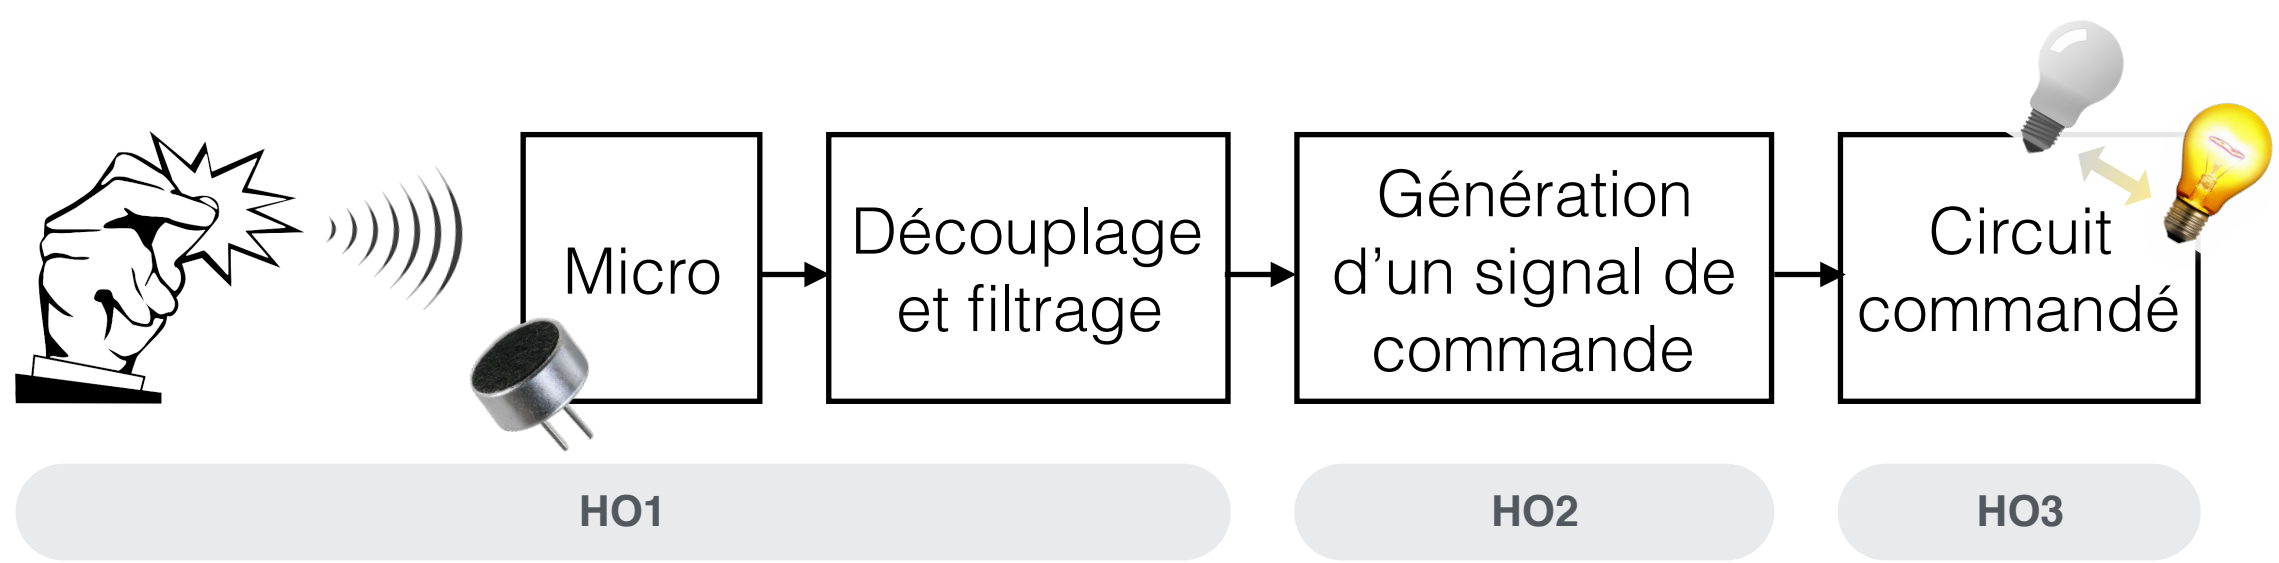 Micro
Découplage
et filtrage
Génération
d'un signal de
commande
Circuit
commandé
HO1
HO2
HO3